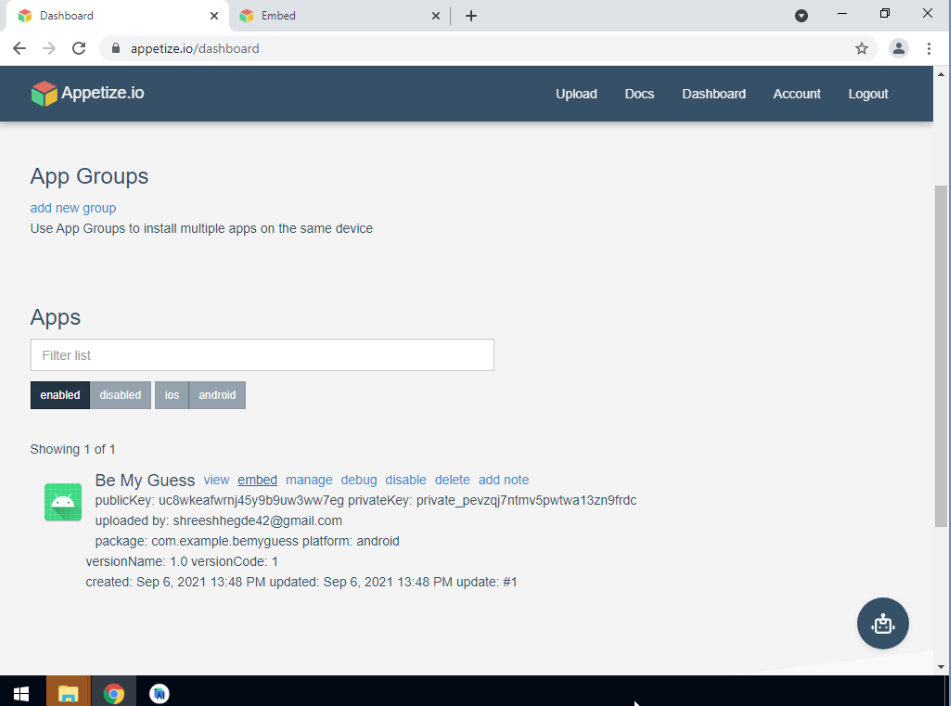 Dashboard
Embed
appetize.io/dashboard
Appetize.io
Upload Docs Dashboard Account Logout
App Groups
add new group
Use App Groups to install multiple apps on the same device
Apps
Filter list
enabled disabled ios android
Showing 1 of 1
Be My Guess view embed manage debug disable delete add note
publicKey: uc8wkeafwrnj45y9b9uw3ww7eg privateKey: private_pevzqj7ntmv5pwtwa13zn9frdc
uploaded by: shreeshhegde42@gmail.com
package: com.example.bemyguess platform: android
versionName: 1.0 versionCode: 1
created: Sep 6, 2021 13:48 PM updated: Sep 6, 2021 13:48 PM update: #1